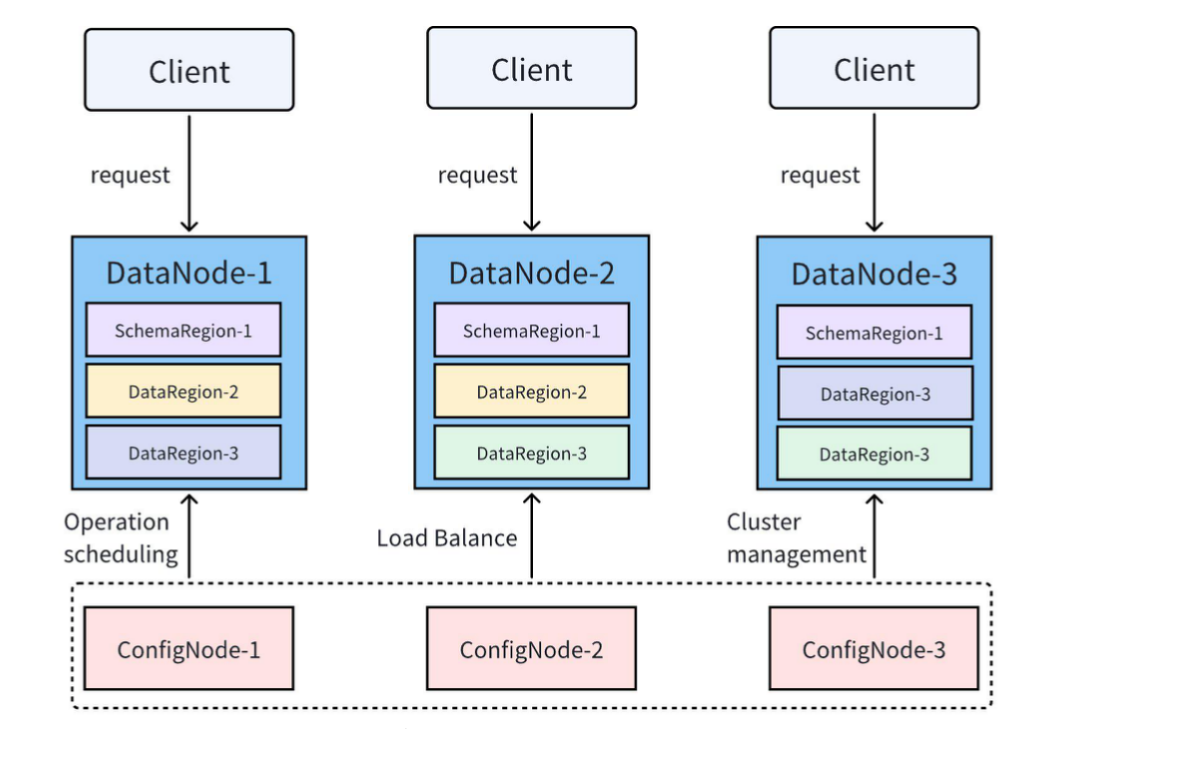 Client
Client
Client
request
request
request
DataNode-1
DataNode-2
DataNode-3
SchemaRegion-1
SchemaRegion-1
SchemaRegion-1
DataRegion-2
DataRegion-2
DataRegion-3
DataRegion-3
DataRegion-3
DataRegion-3
Operation
scheduling
Load Balance
Cluster
management
ConfigNode-1
ConfigNode-2
ConfigNode-3